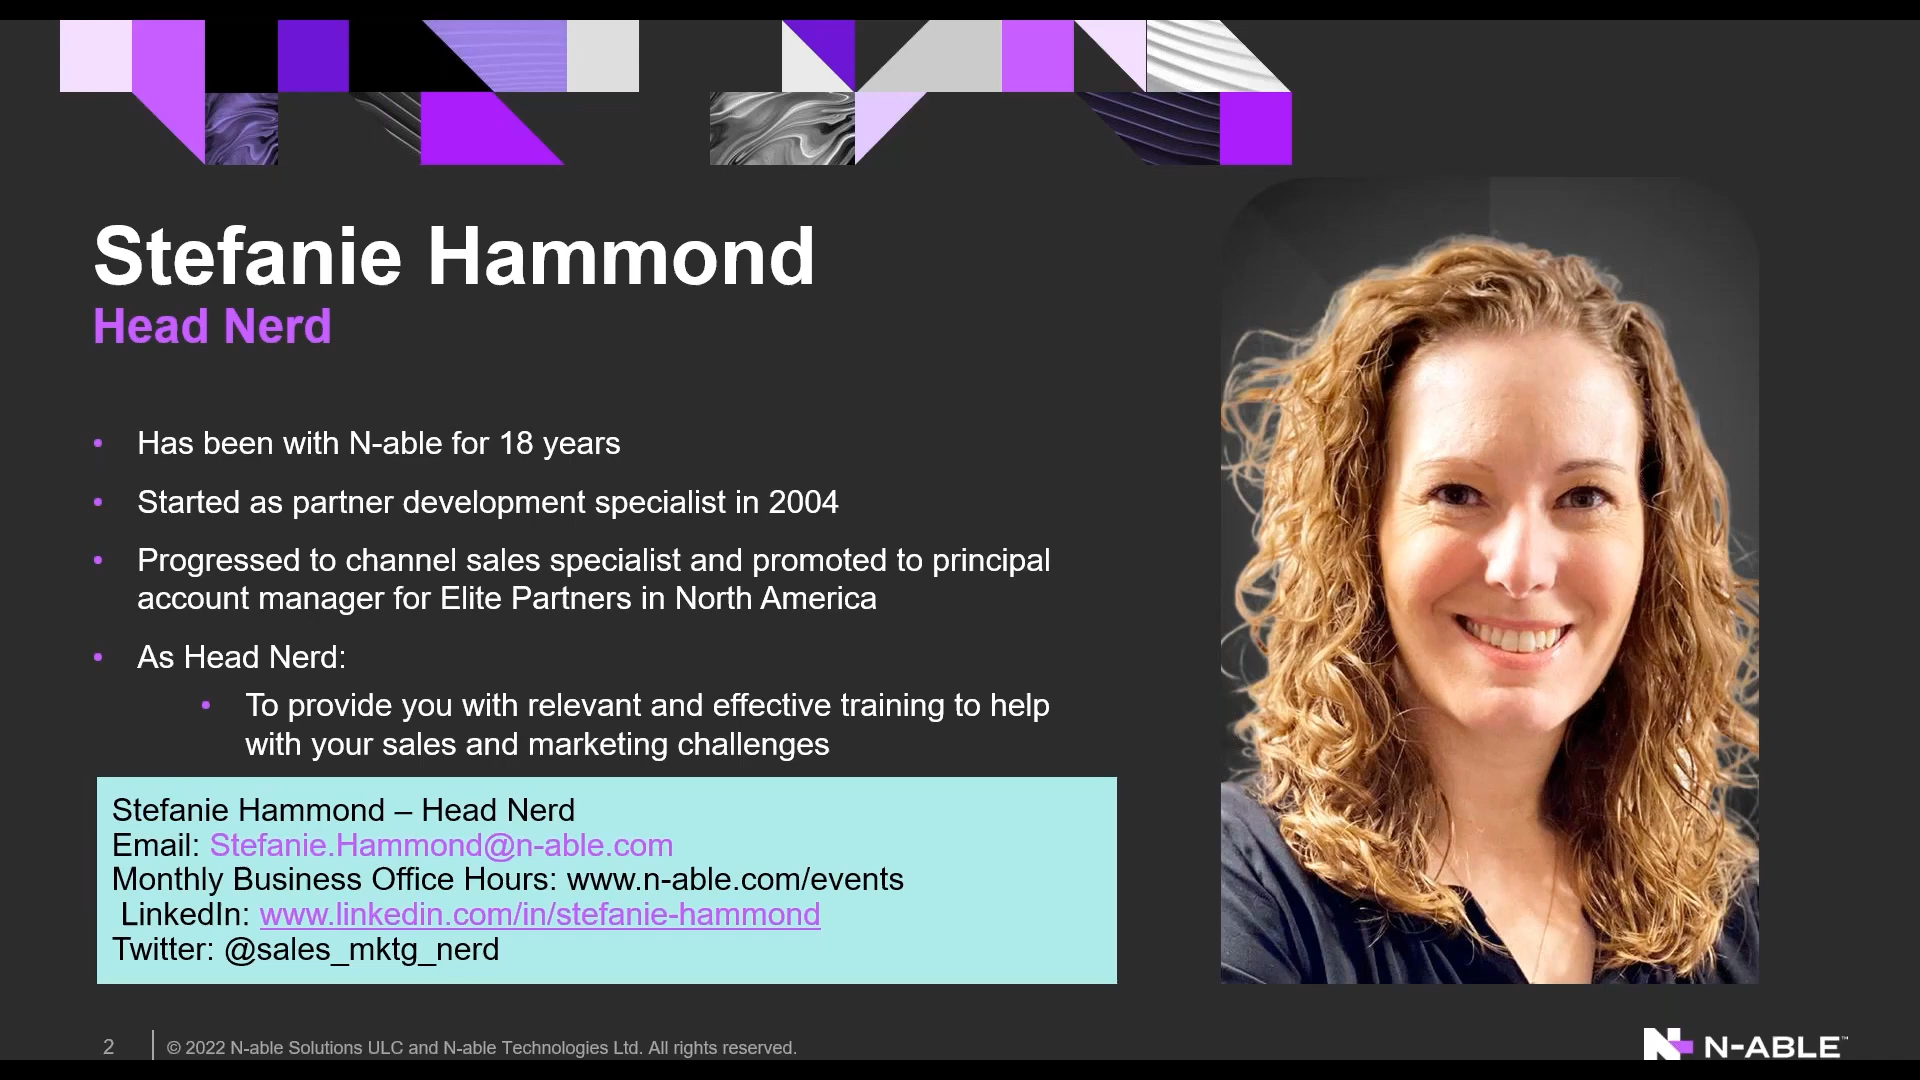 Stefanie Hammond
Head Nerd
• Has been with N-able for 18 years
• Started as partner development specialist in 2004
• Progressed to channel sales specialist and promoted to principal
account manager for Elite Partners in North America
• As Head Nerd:
• To provide you with relevant and effective training to help
with your sales and marketing challenges
Stefanie Hammond – Head Nerd
Email: Stefanie.Hammond@n-able.com
Monthly Business Office Hours: www.n-able.com/events
LinkedIn: www.linkedin.com/in/stefanie-hammond
Twitter: @sales_mktg_nerd
2 | © 2022 N-able Solutions ULC and N-able Technologies Ltd. All rights reserved.
N-ABLE™